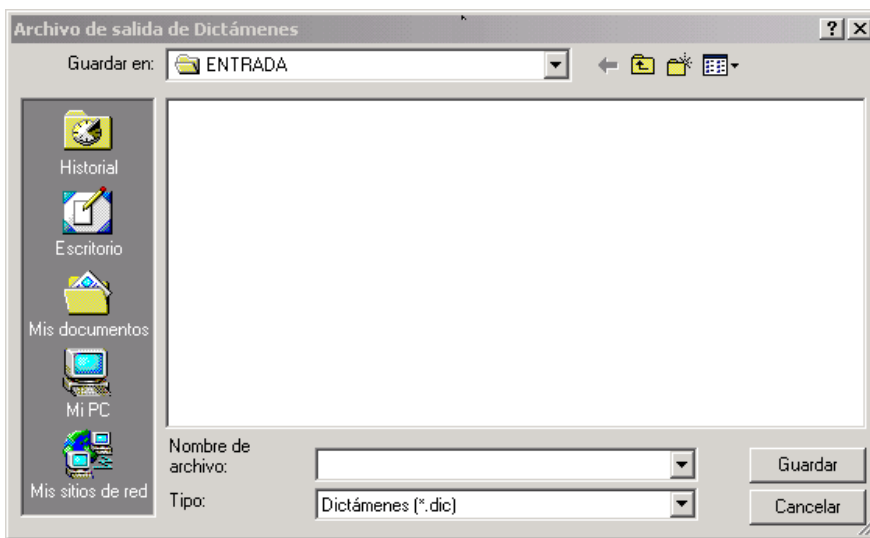 Archivo de salida de Dictámenes
Guardar en: ENTRADA
Historial
Escritorio
Mis documentos
Mi PC
Mis sitios de red
Nombre de
archivo:
Guardar
Tipo: Dictámenes (*.dic)
Cancelar